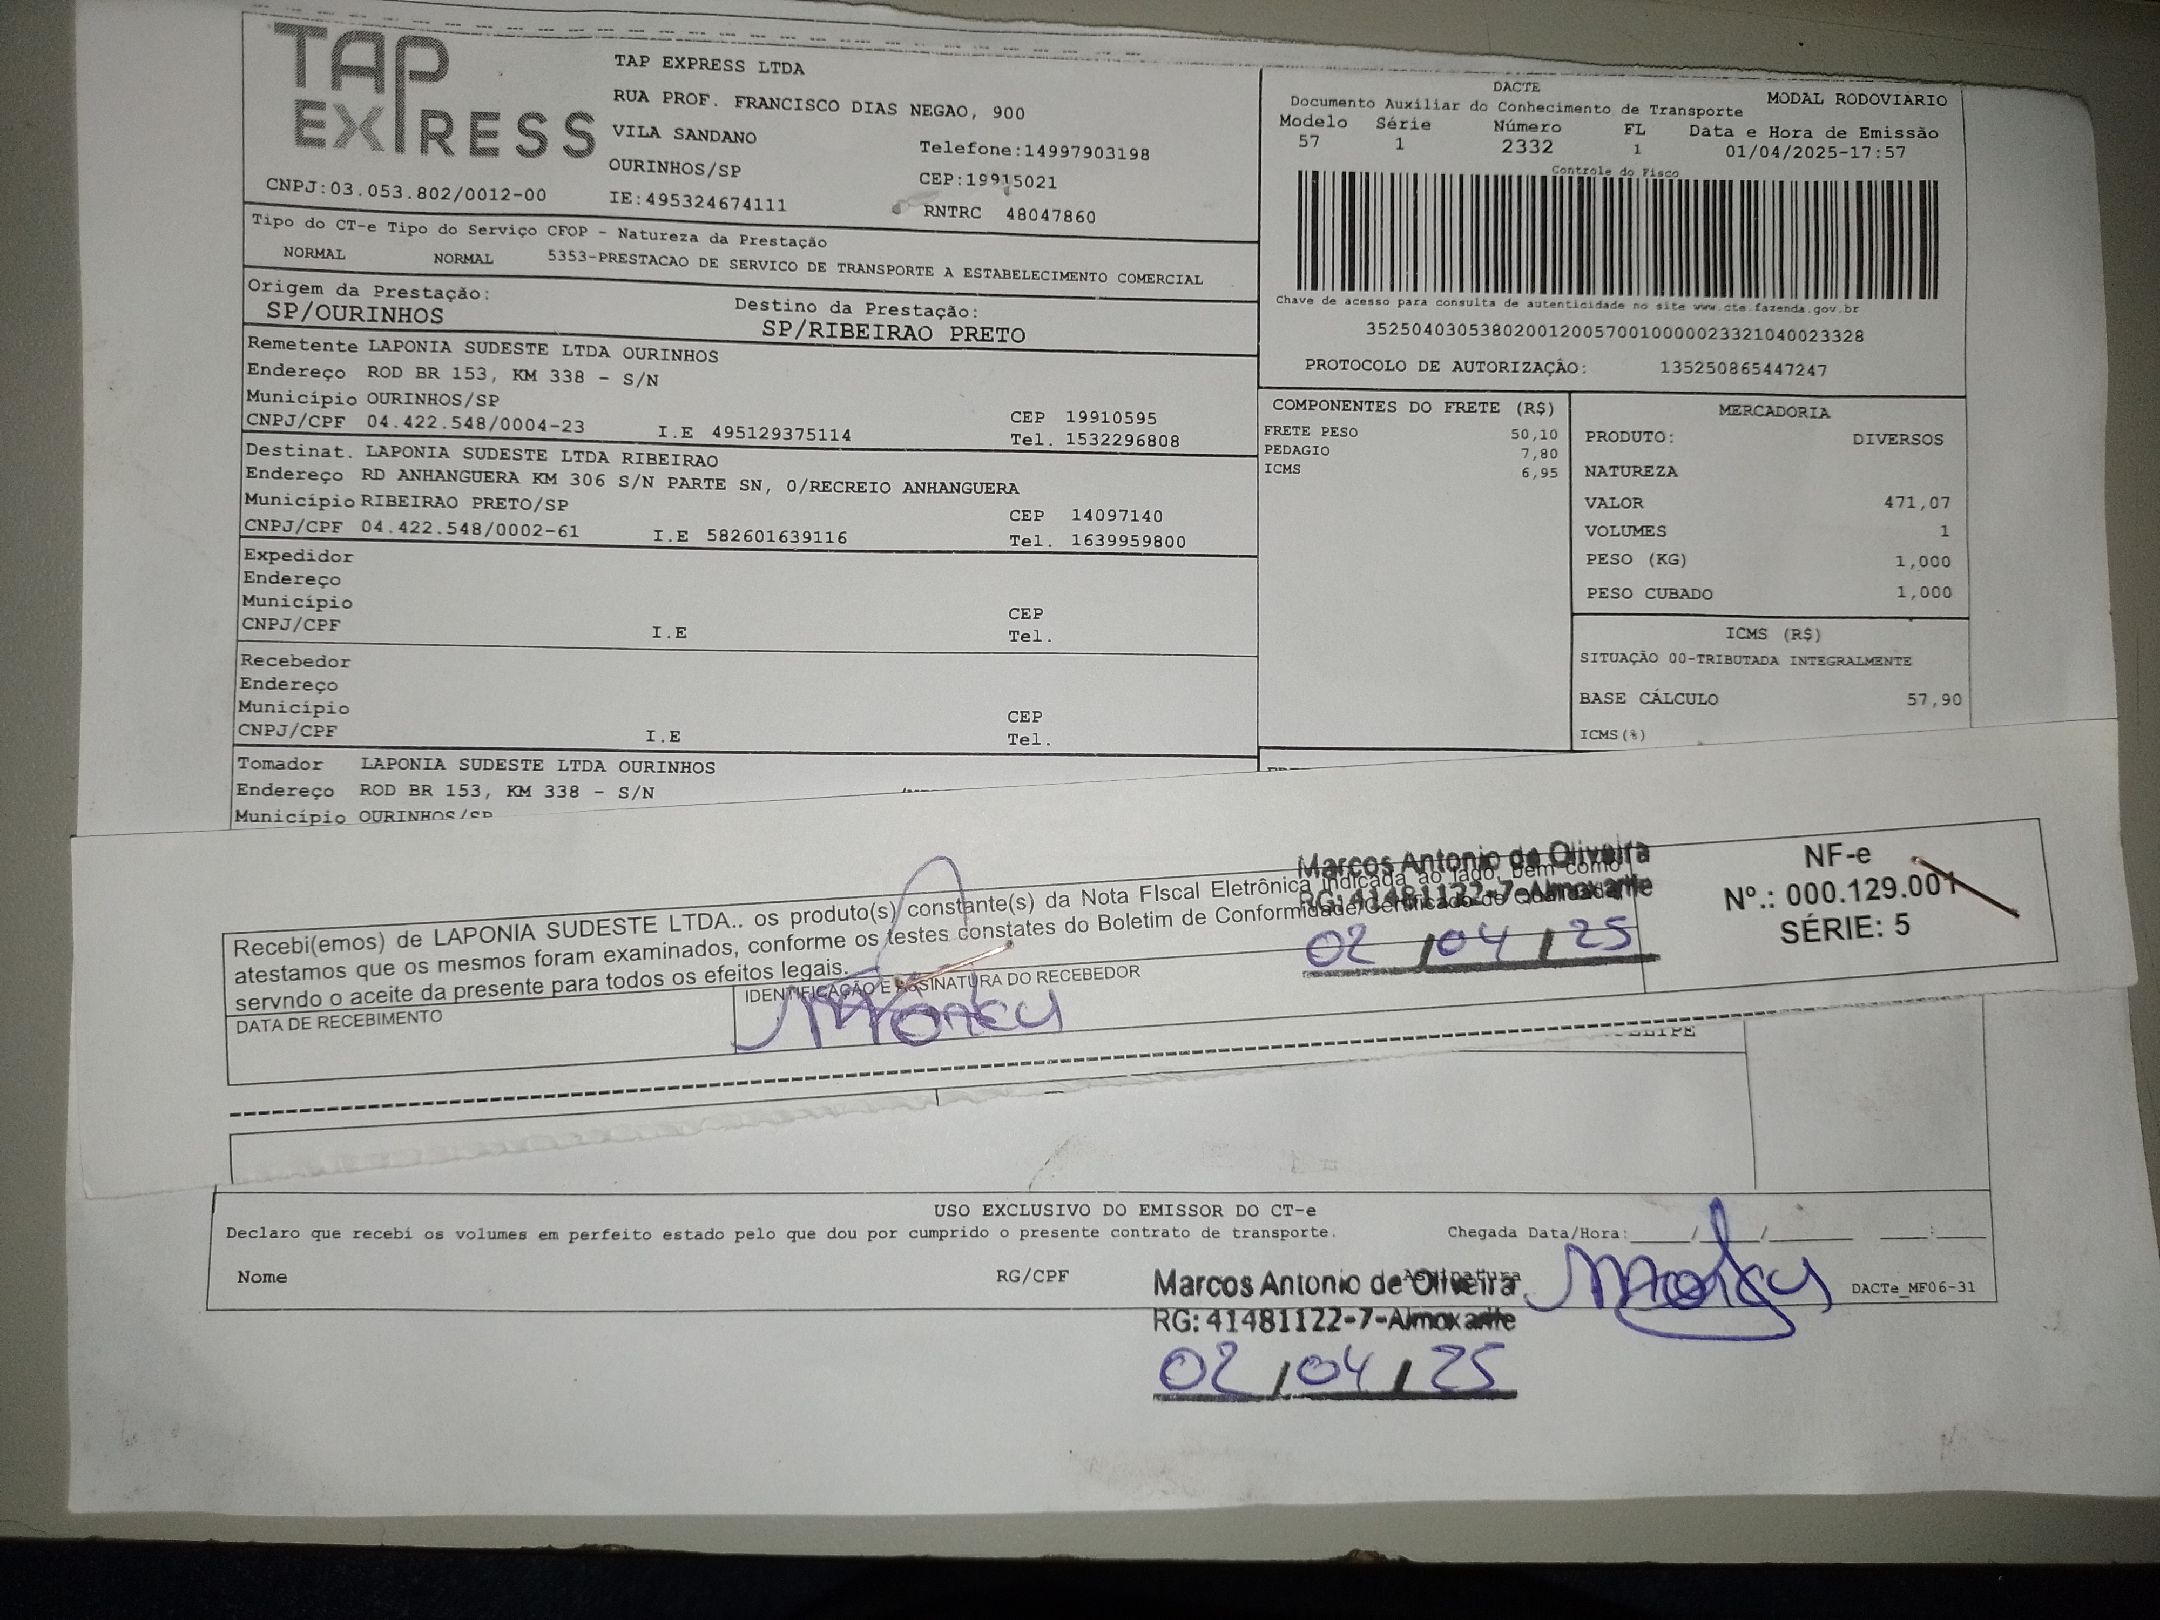 TAP EXPRESS
TAP EXPRESS LTDA
RUA PROF. FRANCISCO DIAS NEGAO, 900
VILA SANDANO
Telefone:14997903198
OURINHOS/SP
CEP:19915021
CNPJ:03.053.802/0012-00
IE:495324674111
RNTRC 48047860
DACTE
MODAL RODOVIÁRIO
Documento Auxiliar do Conhecimento de Transporte
Modelo Série Número FL Data e Hora de Emissão
57 1 2332 1 01/04/2025-17:57
Controle do Fisco
Chave de acesso para consulta de autenticidade no site www.cte.fazenda.gov.br
35250403053802001200570010000023321040023328
PROTOCOLO DE AUTORIZAÇÃO: 135250865447247
Tipo do CT-e Tipo do Serviço CFOP - Natureza da Prestação
NORMAL NORMAL 5353-PRESTACAO DE SERVICO DE TRANSPORTE A ESTABELECIMENTO COMERCIAL
Origem da Prestação:
SP/OURINHOS
Destino da Prestação:
SP/RIBEIRAO PRETO
Remetente LAPONIA SUDESTE LTDA OURINHOS
Endereço ROD BR 153, KM 338 - S/N
Município OURINHOS/SP
CEP 19910595
CNPJ/CPF 04.422.548/0004-23 I.E 495129375114 Tel. 1532296808
Destinat. LAPONIA SUDESTE LTDA RIBEIRAO
Endereço RD ANHANGUERA KM 306 S/N PARTE SN, 0/RECREIO ANHANGUERA
Município RIBEIRAO PRETO/SP CEP 14097140
CNPJ/CPF 04.422.548/0002-61 I.E 582601639116 Tel. 1639959800
Expedidor
Endereço
Município CEP
CNPJ/CPF I.E Tel.
Recebedor
Endereço
Município CEP
CNPJ/CPF I.E Tel.
Tomador LAPONIA SUDESTE LTDA OURINHOS
Endereço ROD BR 153, KM 338 - S/N
Município OURINHOS/SP
COMPONENTES DO FRETE (R$)
FRETE PESO 50,10
PEDAGIO 7,80
ICMS 6,95
MERCADORIA
PRODUTO: DIVERSOS
NATUREZA
VALOR 471,07
VOLUMES 1
PESO (KG) 1,000
PESO CUBADO 1,000
ICMS (R$)
SITUAÇÃO 00-TRIBUTADA INTEGRALMENTE
BASE CÁLCULO 57,90
ICMS(%)
Recebi(emos) de LAPONIA SUDESTE LTDA.. os produto(s) constante(s) da Nota FIscal Eletrônica indicada ao lado, bem como
atestamos que os mesmos foram examinados, conforme os testes constates do Boletim de Conformidade/Certificado de Qualidade,
servndo o aceite da presente para todos os efeitos legais.
DATA DE RECEBIMENTO
IDENTIFICAÇÃO E ASSINATURA DO RECEBEDOR
Marcos Antonio de Oliveira
RG: 41481122-7-Almoxarife
02/04/25
NF-e
Nº.: 000.129.001
SÉRIE: 5
USO EXCLUSIVO DO EMISSOR DO CT-e
Declaro que recebi os volumes em perfeito estado pelo que dou por cumprido o presente contrato de transporte. Chegada Data/Hora:____/____/____ ____:____
Nome RG/CPF Assinatura
DACTe_MF06-31
Marcos Antonio de Oliveira
RG: 41481122-7-Almoxarife
02/04/25